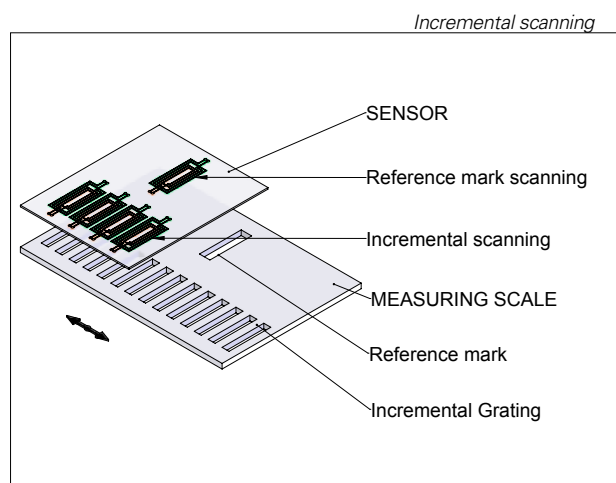 Incremental scanning
SENSOR
Reference mark scanning
Incremental scanning
MEASURING SCALE
Reference mark
Incremental Grating